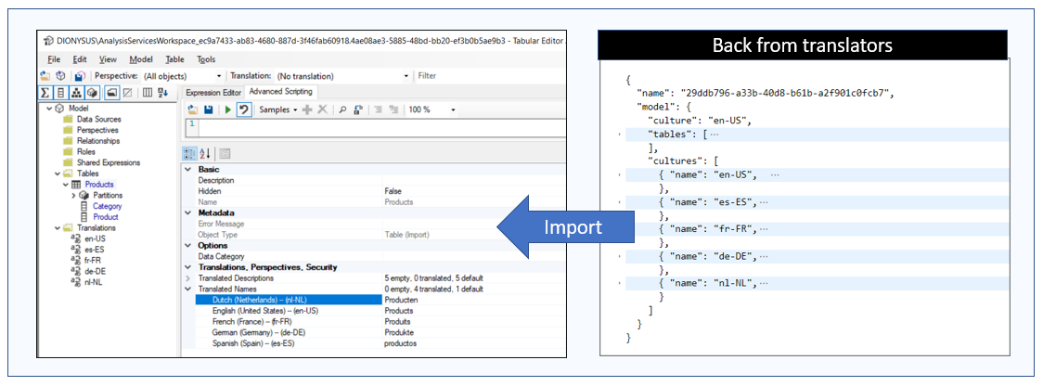 DIONYSUS\AnalysisServicesWorkspace_ec9a7433-ab83-4680-887d-3f46fab60918.4ae08ae3-5885-48bd-bb20-ef3b0b5ae9b3 - Tabular Editor
File Edit View Model Table Tools
Perspective: (All objects) Translation: (No translation) Filter
Model
Data Sources
Perspectives
Relationships
Roles
Shared Expressions
Tables
Products
Partitions
Category
Product
Translations
en-US
es-ES
fr-FR
de-DE
nl-NL
Expression Editor Advanced Scripting
Samples 100 %
1
Basic
Description
Hidden False
Name Products
Metadata
Error Message
Object Type Table (Import)
Options
Data Category
Translations, Perspectives, Security
Translated Descriptions 5 empty, 0 translated, 5 default
Translated Names 0 empty, 4 translated, 1 default
Dutch (Netherlands) – (nl-NL) Producten
English (United States) – (en-US) Products
French (France) – (fr-FR) Produits
German (Germany) – (de-DE) Produkte
Spanish (Spain) – (es-ES) productos
Import
Back from translators
{
"name": "29ddb796-a33b-40d8-b61b-a2f901c0fcb7",
"model": {
"culture": "en-US",
"tables": [ ⋯
],
"cultures": [
{ "name": "en-US", ⋯
},
{ "name": "es-ES",⋯
},
{ "name": "fr-FR",⋯
},
{ "name": "de-DE",⋯
},
{ "name": "nl-NL",⋯
}
]
}
}